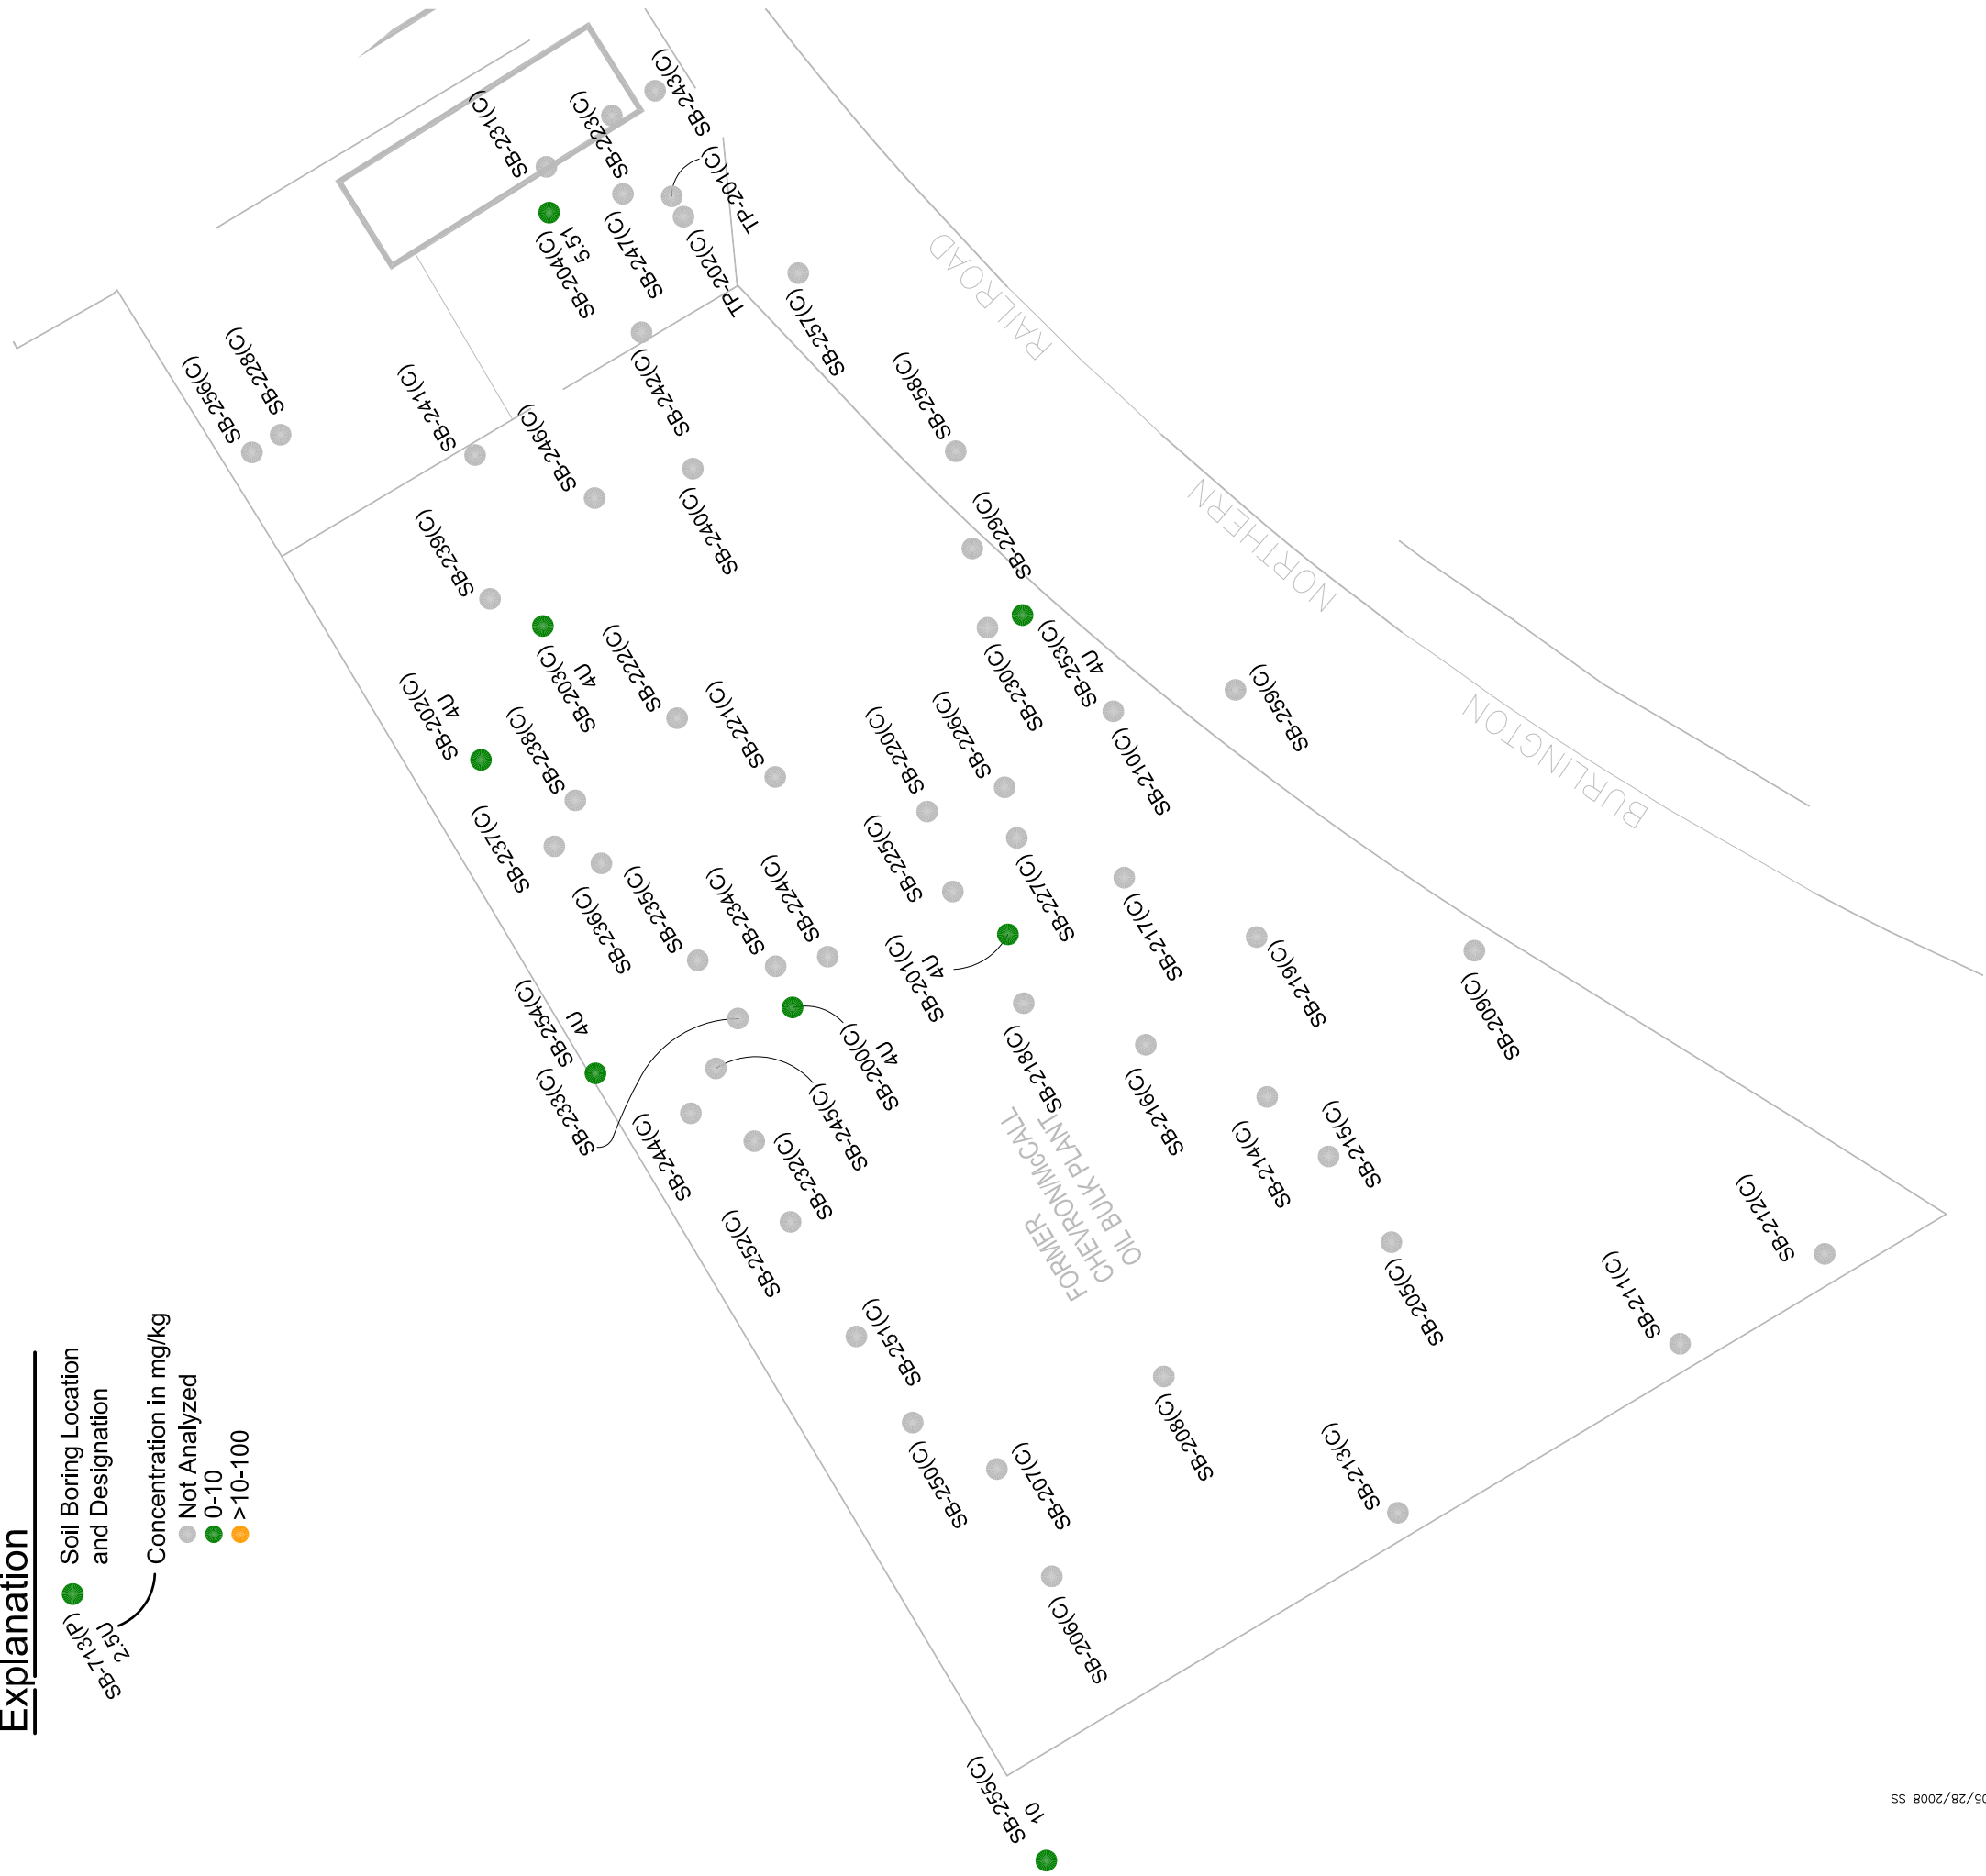 Explanation
SB-713(P)
2.5U
Soil Boring Location
and Designation
Concentration in mg/kg
Not Analyzed
0-10
>10-100
SB-243(C)
SB-231(C)
SB-223(C)
TP-201(C)
SB-204(C)
5.51
SB-247(C)
TP-202(C)
SB-257(C)
RAILROAD
SB-256(C)
SB-228(C)
SB-241(C)
SB-246(C)
SB-242(C)
SB-258(C)
SB-240(C)
SB-239(C)
SB-229(C)
NORTHERN
SB-203(C)
4U
SB-222(C)
SB-202(C)
4U
SB-238(C)
SB-221(C)
SB-230(C)
SB-253(C)
4U
SB-259(C)
BURLINGTON
SB-220(C)
SB-226(C)
SB-210(C)
SB-237(C)
SB-225(C)
SB-236(C)
SB-235(C)
SB-234(C)
SB-224(C)
SB-227(C)
SB-217(C)
SB-201(C)
4U
SB-219(C)
SB-209(C)
SB-254(C)
4U
SB-233(C)
SB-200(C)
4U
SB-218(C)
SB-244(C)
SB-245(C)
SB-232(C)
SB-216(C)
SB-214(C)
SB-215(C)
FORMER
CHEVRON/McCALL
OIL BULK PLANT
SB-252(C)
SB-212(C)
SB-205(C)
SB-211(C)
SB-251(C)
SB-250(C)
SB-207(C)
SB-208(C)
SB-213(C)
SB-206(C)
SB-255(C)
10
05/28/2008 SS